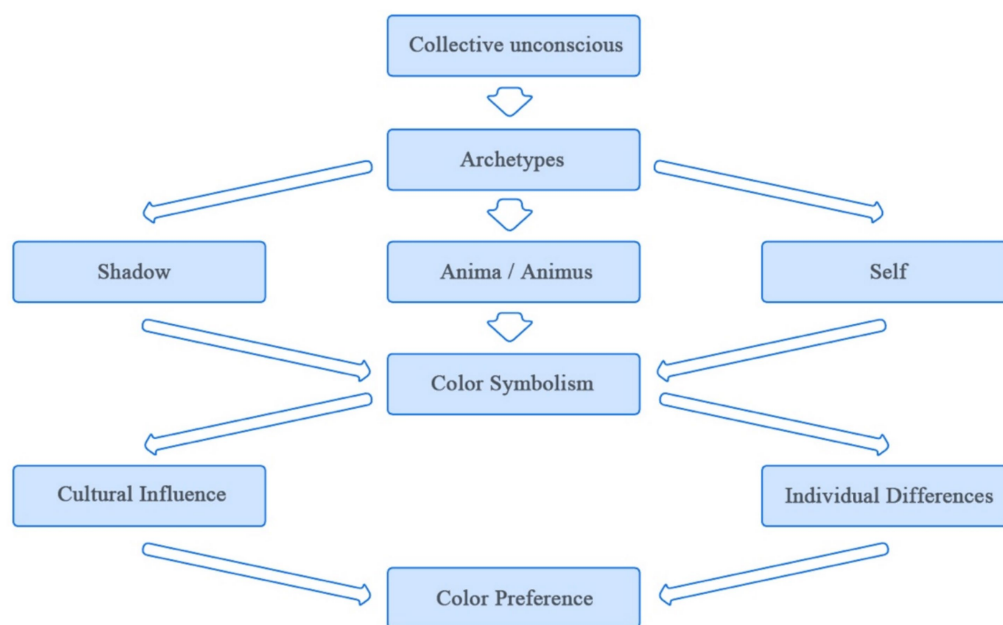 Collective unconscious
Archetypes
Shadow
Anima / Animus
Self
Color Symbolism
Cultural Influence
Individual Differences
Color Preference